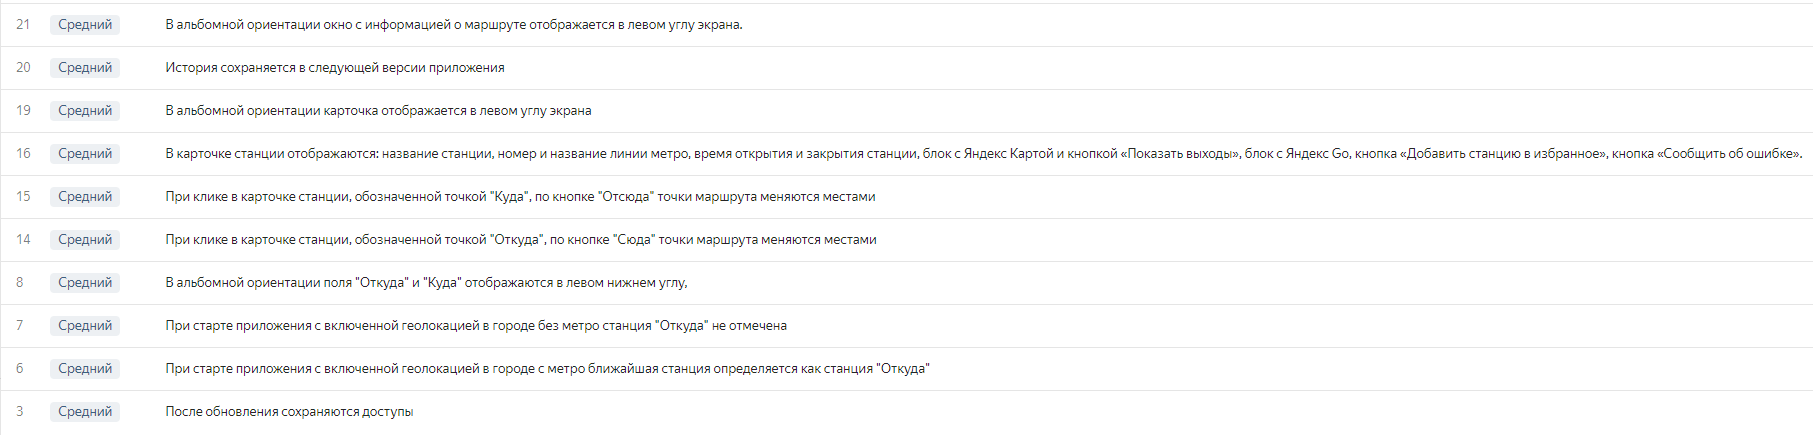 21 Средний В альбомной ориентации окно с информацией о маршруте отображается в левом углу экрана.
20 Средний История сохраняется в следующей версии приложения
19 Средний В альбомной ориентации карточка отображается в левом углу экрана
16 Средний В карточке станции отображаются: название станции, номер и название линии метро, время открытия и закрытия станции, блок с Яндекс Картой и кнопкой «Показать выходы», блок с Яндекс Go, кнопка «Добавить станцию в избранное», кнопка «Сообщить об ошибке».
15 Средний При клике в карточке станции, обозначенной точкой "Куда", по кнопке "Отсюда" точки маршрута меняются местами
14 Средний При клике в карточке станции, обозначенной точкой "Откуда", по кнопке "Сюда" точки маршрута меняются местами
8 Средний В альбомной ориентации поля "Откуда" и "Куда" отображаются в левом нижнем углу,
7 Средний При старте приложения с включенной геолокацией в городе без метро станция "Откуда" не отмечена
6 Средний При старте приложения с включенной геолокацией в городе с метро ближайшая станция определяется как станция "Откуда"
3 Средний После обновления сохраняются доступы